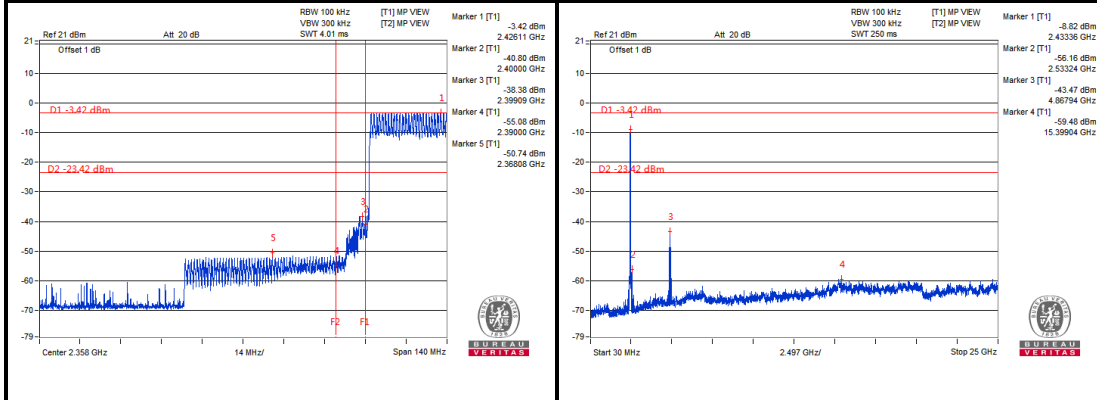 RBW 100 kHz [T1] MP VIEW
VBW 300 kHz [T2] MP VIEW
Ref 21 dBm Att 20 dB SWT 4.01 ms
Offset 1 dB
21
10
0
-10
-20
-30
-40
-50
-60
-70
-79
D1 -3.42 dBm
D2 -23.42 dBm
1
3
2
4
5
F2 F1
Center 2.358 GHz 14 MHz/ Span 140 MHz
Marker 1 [T1]
-3.42 dBm
2.42611 GHz
Marker 2 [T1]
-40.80 dBm
2.40000 GHz
Marker 3 [T1]
-38.38 dBm
2.39909 GHz
Marker 4 [T1]
-55.08 dBm
2.39000 GHz
Marker 5 [T1]
-50.74 dBm
2.36808 GHz
BUREAU VERITAS
1828
BUREAU
VERITAS
RBW 100 kHz [T1] MP VIEW
VBW 300 kHz [T2] MP VIEW
Ref 21 dBm Att 20 dB SWT 250 ms
Offset 1 dB
21
10
0
-10
-20
-30
-40
-50
-60
-70
-79
D1 -3.42 dBm
D2 -23.42 dBm
1
2
3
4
Start 30 MHz 2.497 GHz/ Stop 25 GHz
Marker 1 [T1]
-8.82 dBm
2.43336 GHz
Marker 2 [T1]
-56.16 dBm
2.53324 GHz
Marker 3 [T1]
-43.47 dBm
4.86794 GHz
Marker 4 [T1]
-59.48 dBm
15.39904 GHz
BUREAU VERITAS
1828
BUREAU
VERITAS